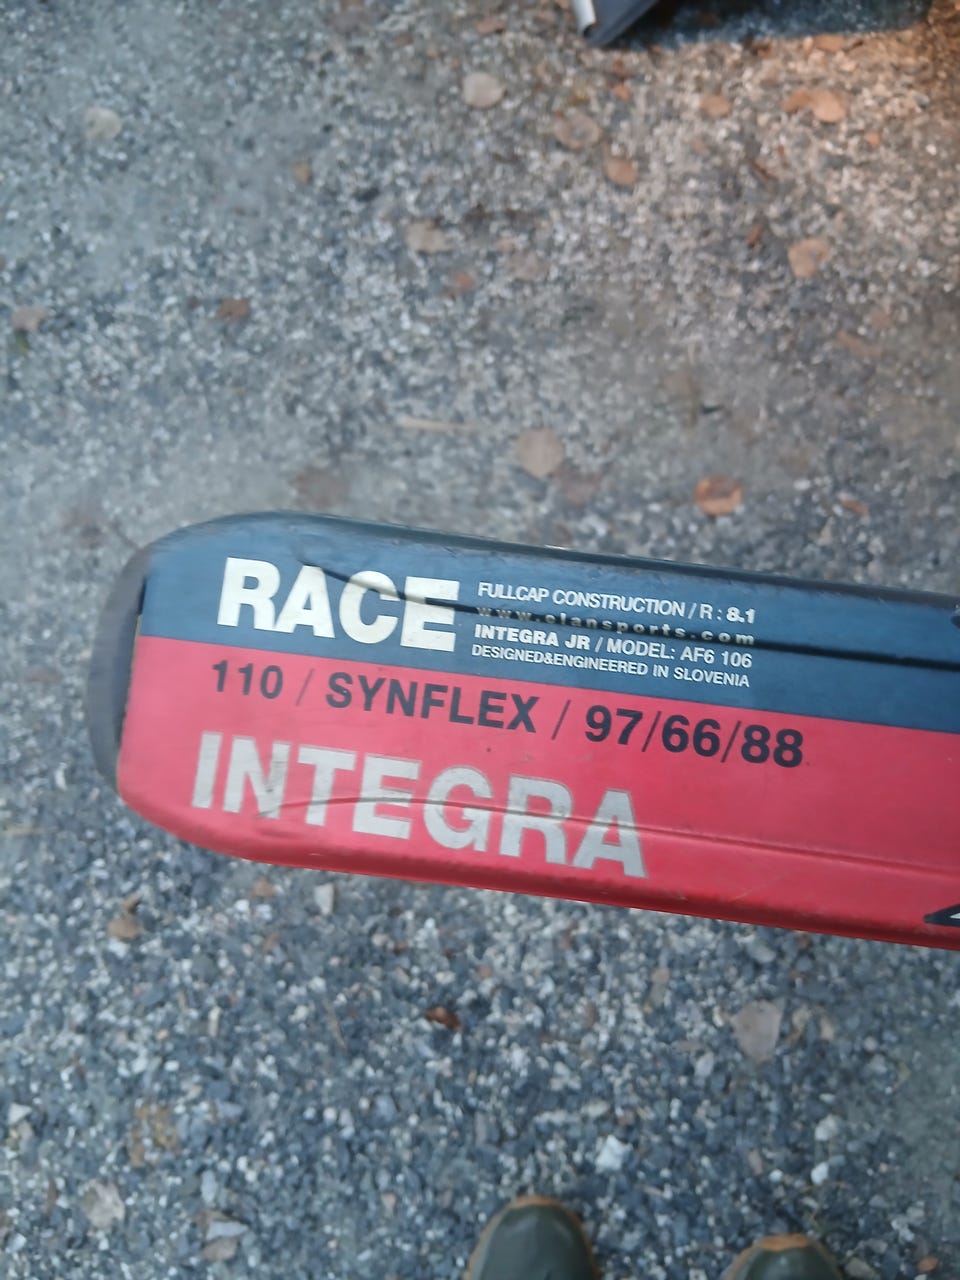 RACE
FULLCAP CONSTRUCTION / R : 8.1
www.elansports.com
INTEGRA JR / MODEL: AF6 106
DESIGNED&ENGINEERED IN SLOVENIA
110 / SYNFLEX / 97/66/88
INTEGRA